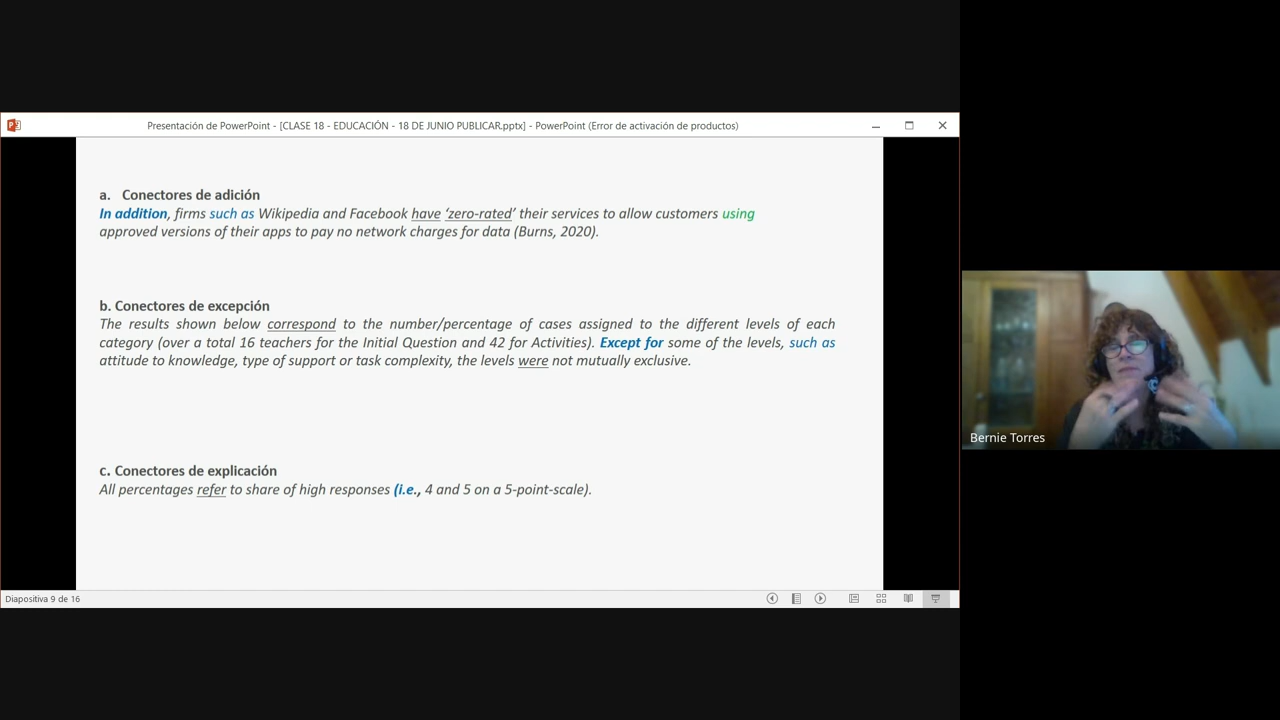 Presentación de PowerPoint - [CLASE 18 - EDUCACIÓN - 18 DE JUNIO PUBLICAR.pptx] - PowerPoint (Error de activación de productos)
a. Conectores de adición
In addition, firms such as Wikipedia and Facebook have ‘zero-rated’ their services to allow customers using
approved versions of their apps to pay no network charges for data (Burns, 2020).
b. Conectores de excepción
The results shown below correspond to the number/percentage of cases assigned to the different levels of each
category (over a total 16 teachers for the Initial Question and 42 for Activities). Except for some of the levels, such as
attitude to knowledge, type of support or task complexity, the levels were not mutually exclusive.
Bernie Torres
c. Conectores de explicación
All percentages refer to share of high responses (i.e., 4 and 5 on a 5-point-scale).
Diapositiva 9 de 16